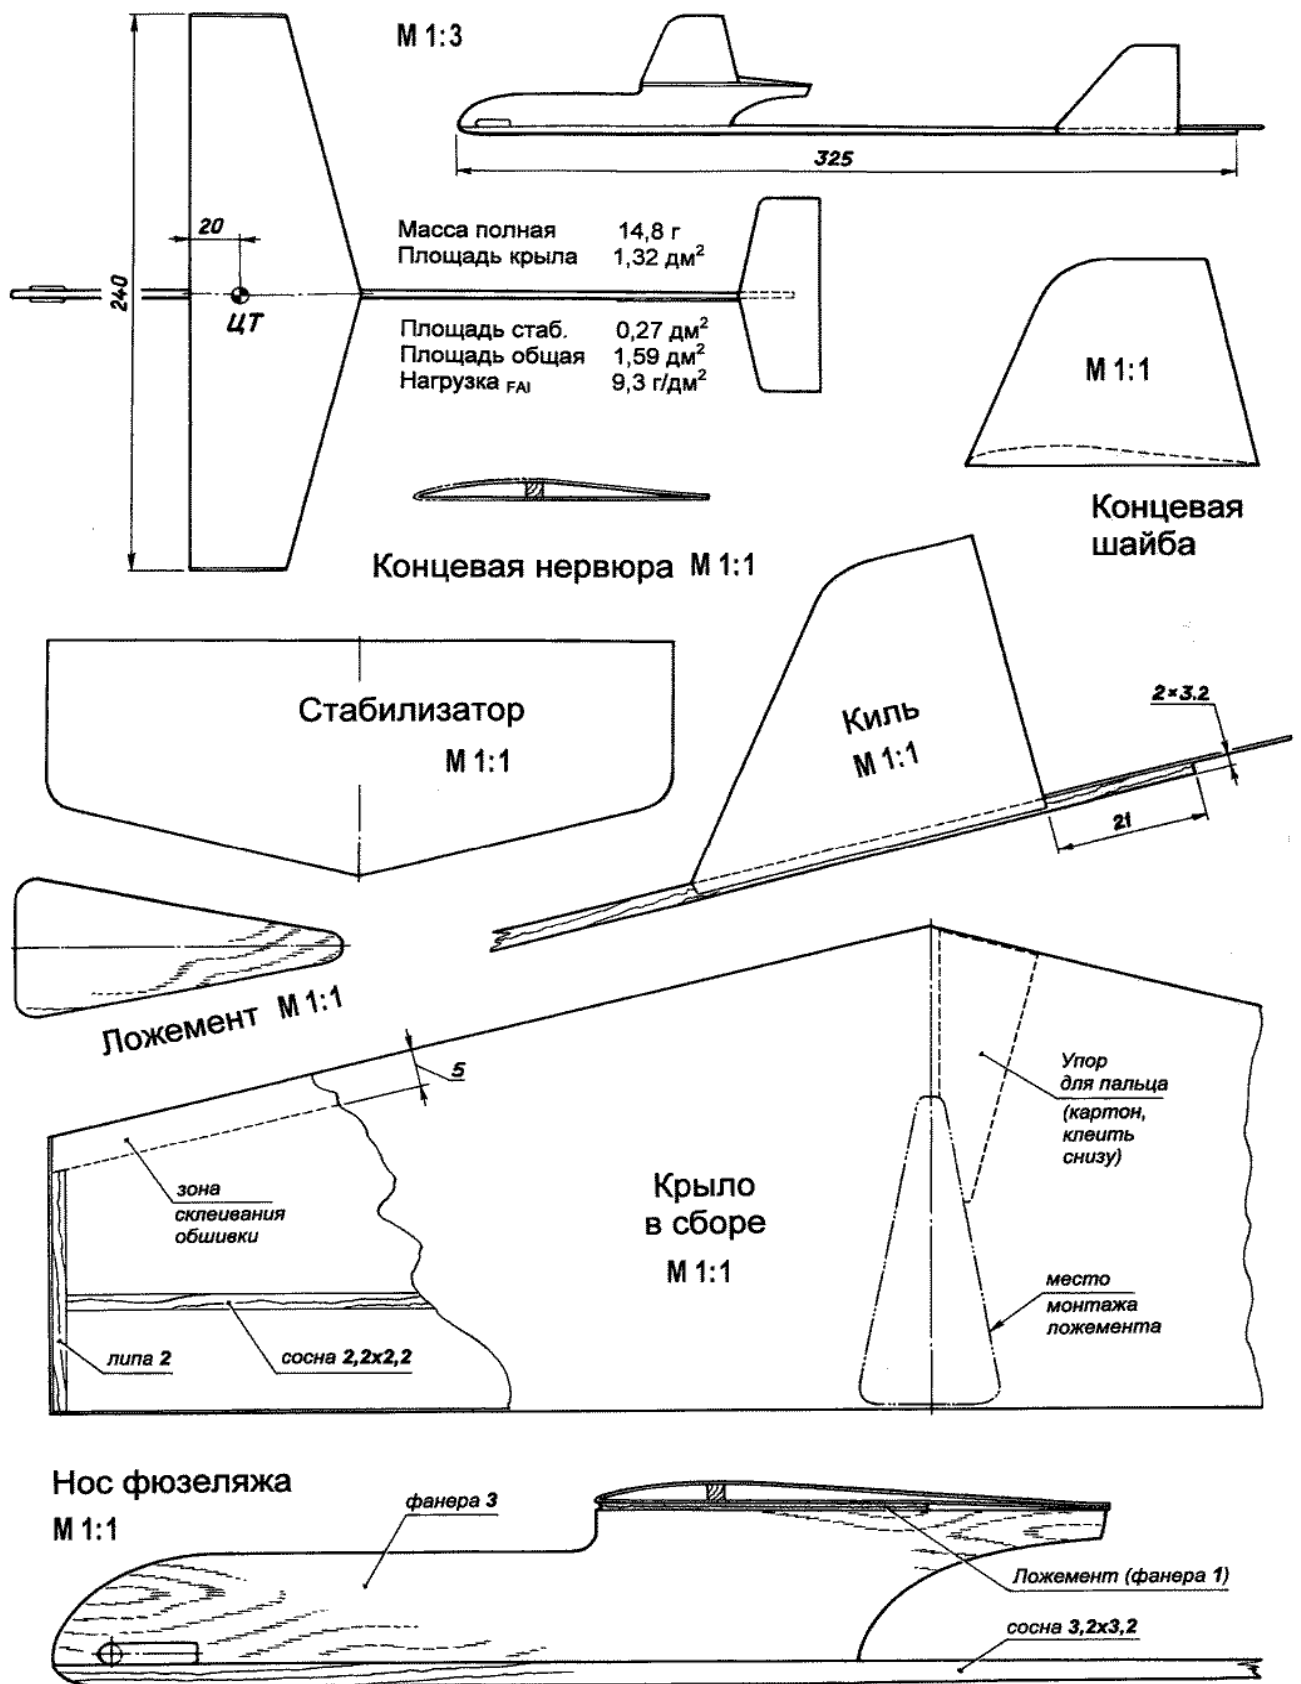 М 1:3
325
20
240
ЦТ
Масса полная 14,8 г
Площадь крыла 1,32 дм²
Площадь стаб. 0,27 дм²
Площадь общая 1,59 дм²
Нагрузка FAI 9,3 г/дм²
М 1:1
Концевая
шайба
Концевая нервюра М 1:1
Стабилизатор
М 1:1
Киль
М 1:1
2×3.2
21
Ложемент М 1:1
5
Упор
для пальца
(картон,
клеить
снизу)
зона
склеивания
обшивки
Крыло
в сборе
М 1:1
место
монтажа
ложемента
липа 2
сосна 2,2х2,2
Нос фюзеляжа
М 1:1
фанера 3
Ложемент (фанера 1)
сосна 3,2х3,2